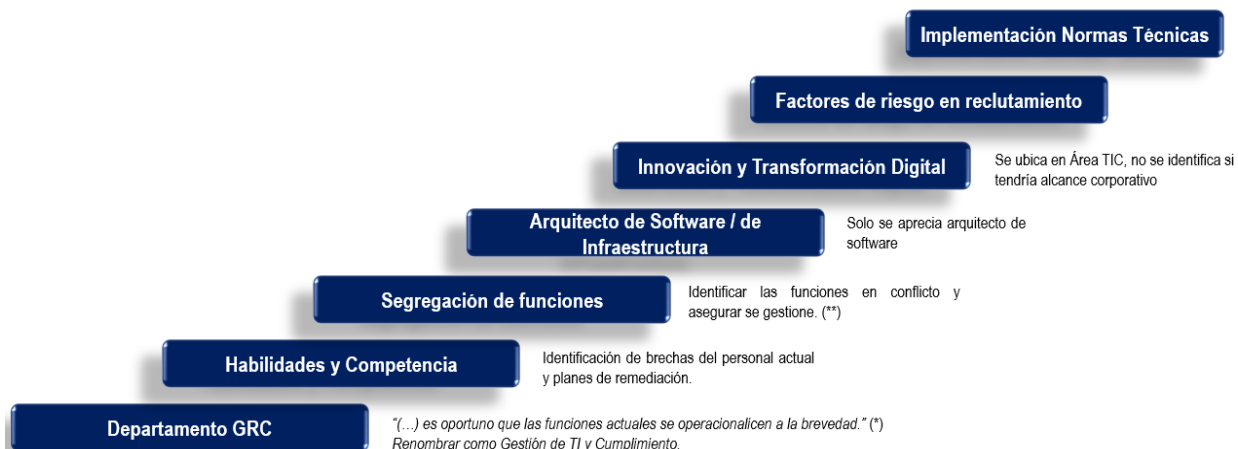 Implementación Normas Técnicas
Factores de riesgo en reclutamiento
Innovación y Transformación Digital
Se ubica en Área TIC, no se identifica si
tendría alcance corporativo
Arquitecto de Software / de
Infraestructura
Solo se aprecia arquitecto de
software
Segregación de funciones
Identificar las funciones en conflicto y
asegurar se gestione. (**)
Habilidades y Competencia
Identificación de brechas del personal actual
y planes de remediación.
Departamento GRC
“(…) es oportuno que las funciones actuales se operacionalicen a la brevedad.” (*)
Renombrar como Gestión de TI y Cumplimiento.